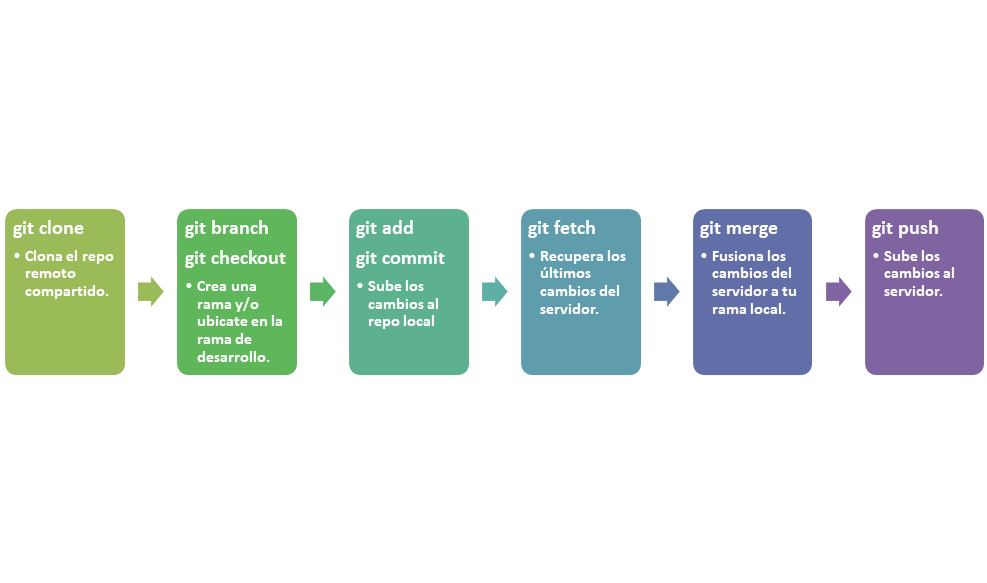 git clone
• Clona el repo
remoto
compartido.
git branch
git checkout
• Crea una
rama y/o
ubicate en la
rama de
desarrollo.
git add
git commit
• Sube los
cambios al
repo local
git fetch
• Recupera los
últimos
cambios del
servidor.
git merge
• Fusiona los
cambios del
servidor a tu
rama local.
git push
• Sube los
cambios al
servidor.